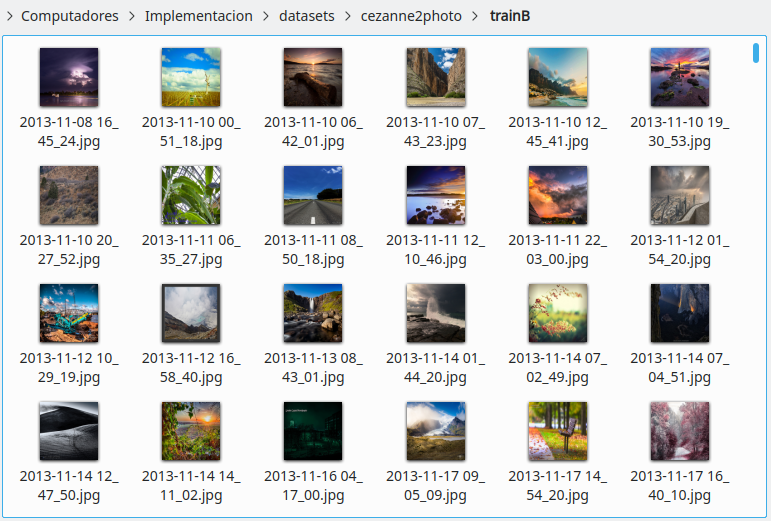 Computadores > Implementacion > datasets > cezanne2photo > trainB
2013-11-08 16_45_24.jpg
2013-11-10 00_51_18.jpg
2013-11-10 06_42_01.jpg
2013-11-10 07_43_23.jpg
2013-11-10 12_45_41.jpg
2013-11-10 19_30_53.jpg
2013-11-10 20_27_52.jpg
2013-11-11 06_35_27.jpg
2013-11-11 08_50_18.jpg
2013-11-11 12_10_46.jpg
2013-11-11 22_03_00.jpg
2013-11-12 01_54_20.jpg
2013-11-12 10_29_19.jpg
2013-11-12 16_58_40.jpg
2013-11-13 08_43_01.jpg
2013-11-14 01_44_20.jpg
2013-11-14 07_02_49.jpg
2013-11-14 07_04_51.jpg
2013-11-14 12_47_50.jpg
2013-11-14 14_11_02.jpg
2013-11-16 04_17_00.jpg
2013-11-17 09_05_09.jpg
2013-11-17 14_54_20.jpg
2013-11-17 16_40_10.jpg